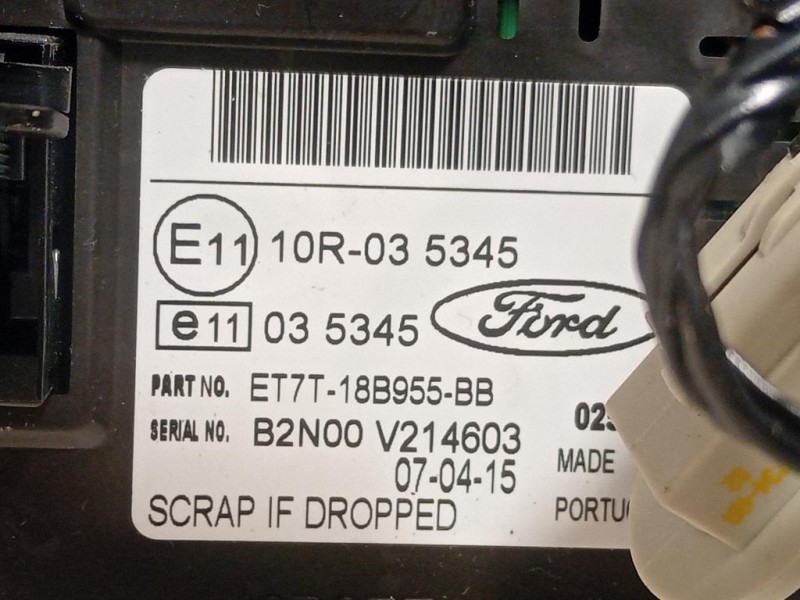 E11 10R-03 5345
e11 03 5345 Ford
PART NO. ET7T-18B955-BB
SERIAL NO. B2N00 V214603
07-04-15 MADE
SCRAP IF DROPPED